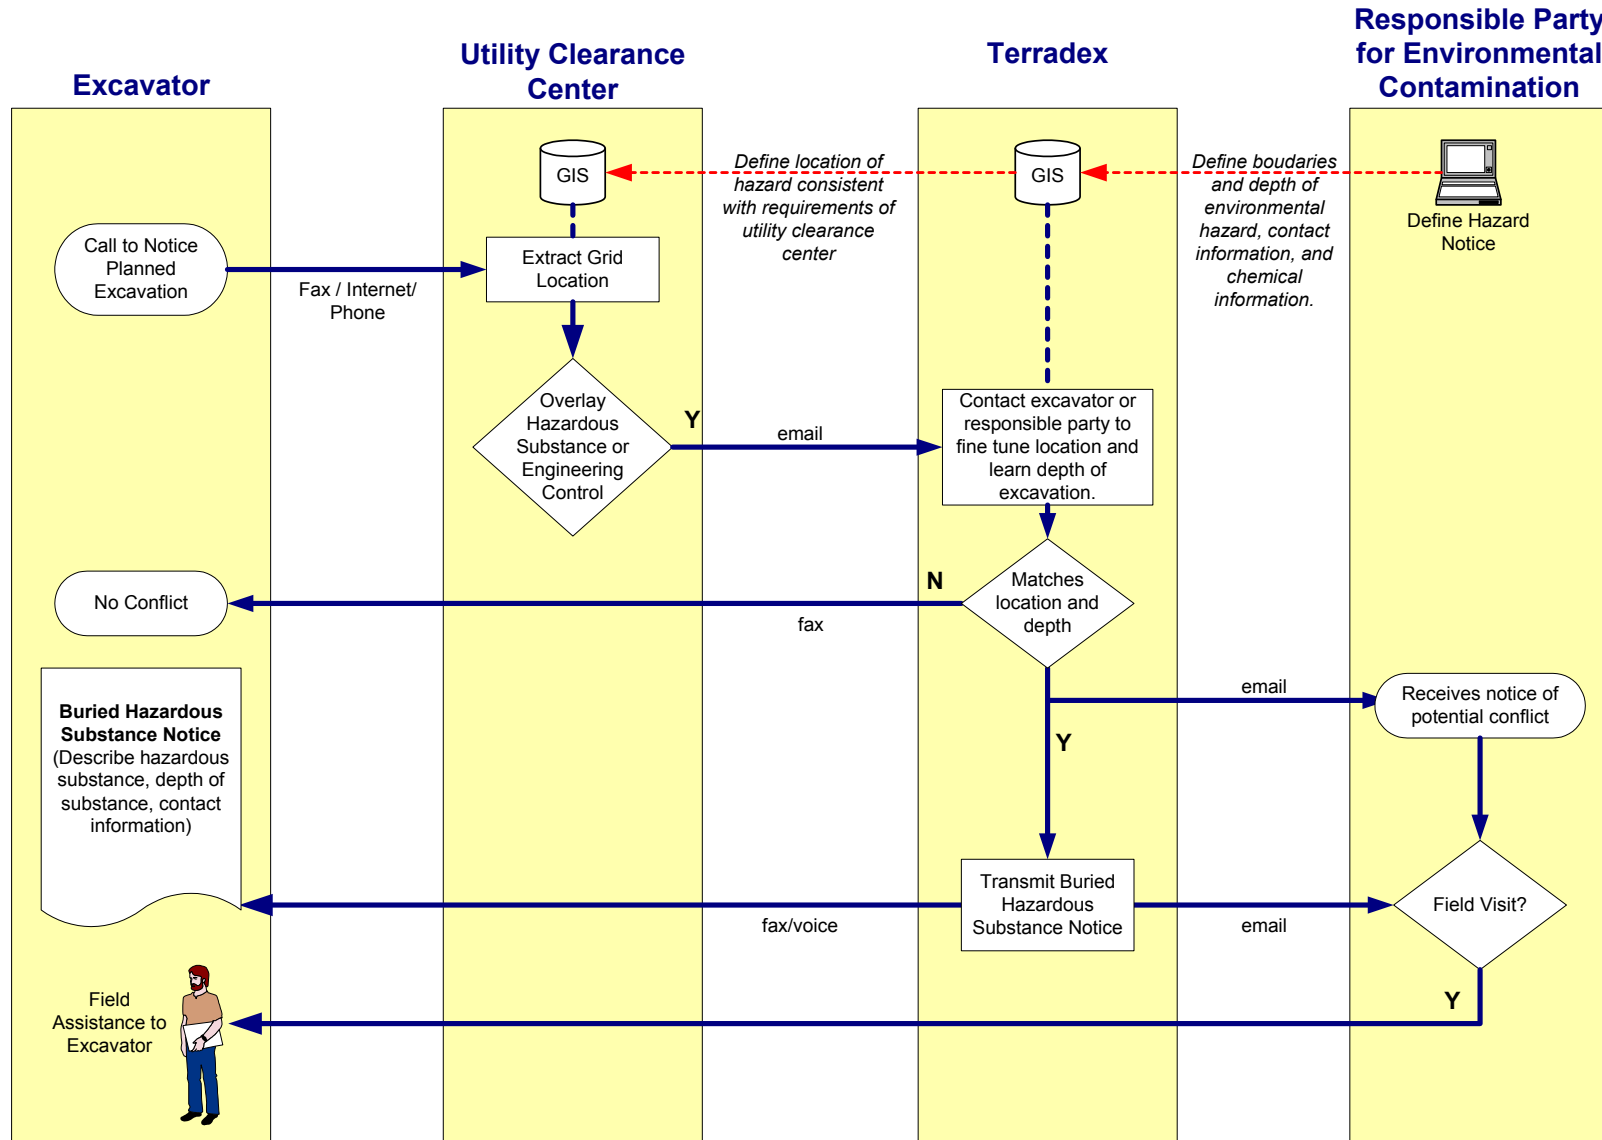 Excavator
Utility Clearance
Center
Terradex
Responsible Party
for Environmental
Contamination
GIS
Define location of
hazard consistent
with requirements of
utility clearance
center
GIS
Define boudaries
and depth of
environmental
hazard, contact
information, and
chemical
information.
Define Hazard
Notice
Call to Notice
Planned
Excavation
Fax / Internet/
Phone
Extract Grid
Location
Overlay
Hazardous
Substance or
Engineering
Control
Y
email
Contact excavator or
responsible party to
fine tune location and
learn depth of
excavation.
No Conflict
N
fax
Matches
location and
depth
email
Receives notice of
potential conflict
Y
Buried Hazardous
Substance Notice
(Describe hazardous
substance, depth of
substance, contact
information)
fax/voice
Transmit Buried
Hazardous
Substance Notice
email
Field Visit?
Y
Field
Assistance to
Excavator